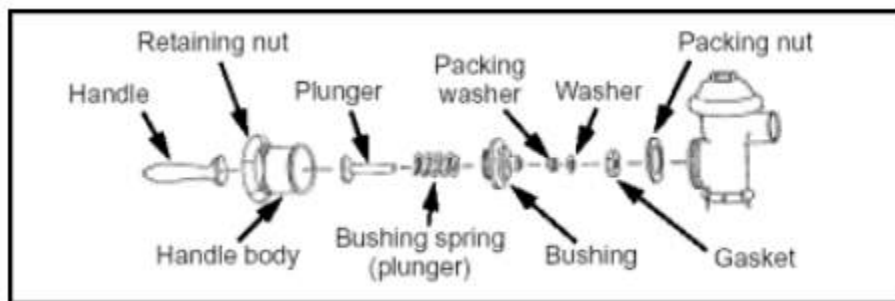 Retaining nut
Packing nut
Packing
washer
Washer
Handle
Plunger
Handle body
Bushing spring
(plunger)
Bushing
Gasket